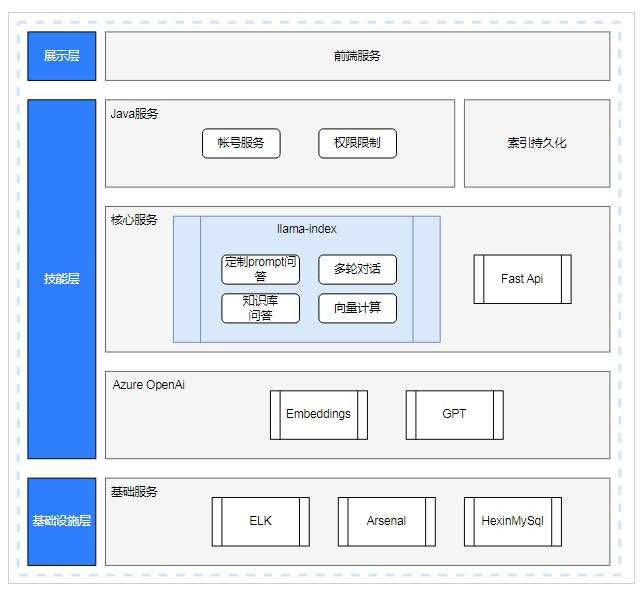 展示层
前端服务
技能层
Java服务
帐号服务
权限限制
索引持久化
核心服务
llama-index
定制prompt问
答
多轮对话
知识库
问答
向量计算
Fast Api
Azure OpenAi
Embeddings
GPT
基础设施层
基础服务
ELK
Arsenal
HexinMySql